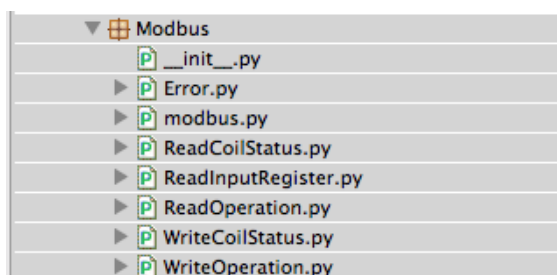 Modbus
__init__.py
Error.py
modbus.py
ReadCoilStatus.py
ReadInputRegister.py
ReadOperation.py
WriteCoilStatus.py
WriteOperation.py